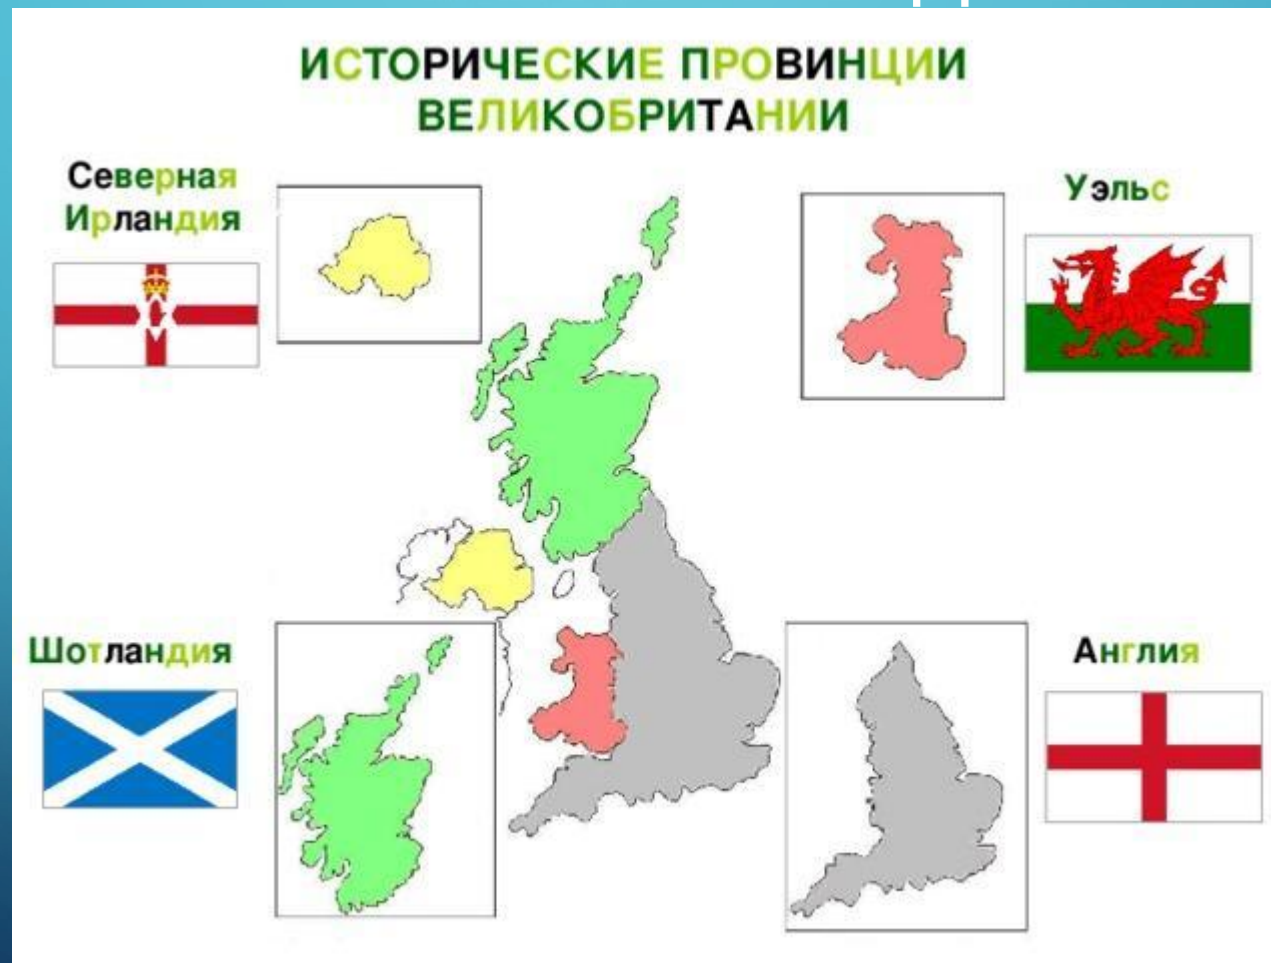 ИСТОРИЧЕСКИЕ ПРОВИНЦИИ
ВЕЛИКОБРИТАНИИ
Северная
Ирландия
Уэльс
Шотландия
Англия